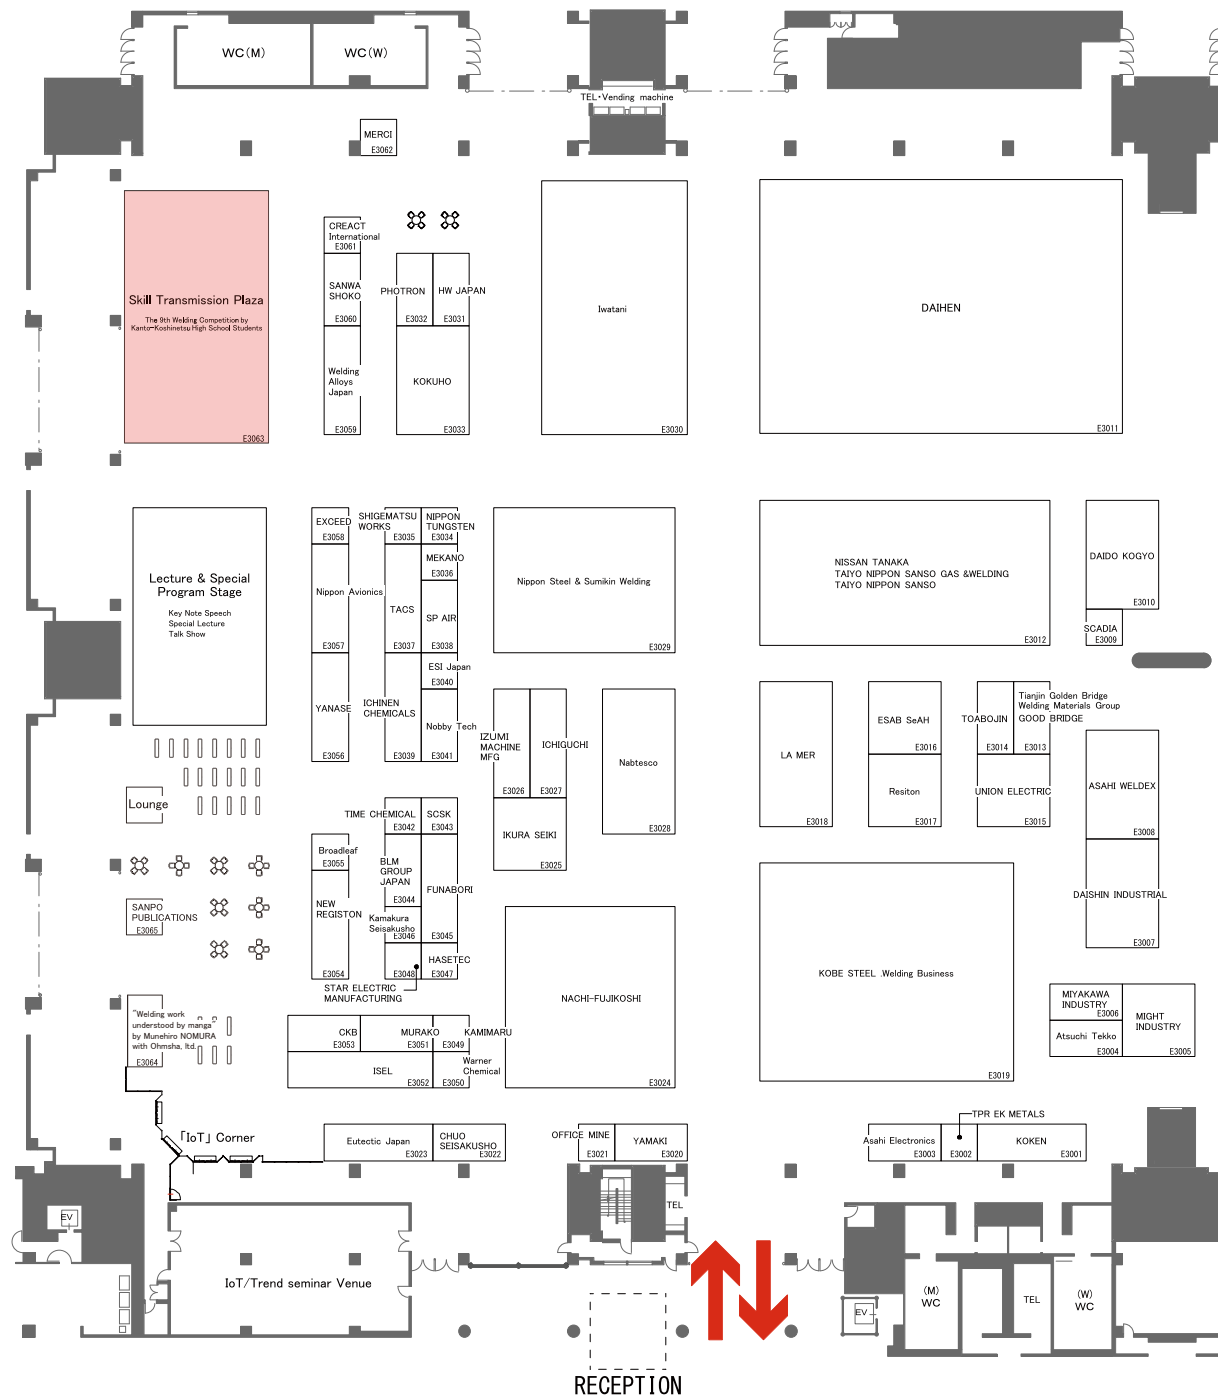 WC(M)
WC(W)
TEL・Vending machine
MERCI
E3062
Skill Transmission Plaza
The 9th Welding Competition by
Kanto-Koshinetsu High School Students
E3063
CREACT
International
E3061
SANWA
SHOKO
E3060
Welding
Alloys
Japan
E3059
PHOTRON
E3032
HW JAPAN
E3031
KOKUHO
E3033
Iwatani
E3030
DAIHEN
E3011
Lecture & Special
Program Stage
Key Note Speech
Special Lecture
Talk Show
EXCEED
E3058
SHIGEMATSU
WORKS
E3035
NIPPON
TUNGSTEN
E3034
MEKANO
E3036
Nippon Avionics
E3057
TACS
E3037
SP AIR
E3038
ESI Japan
E3040
YANASE
E3056
ICHINEN
CHEMICALS
E3039
Nobby Tech
E3041
Nippon Steel & Sumikin Welding
E3029
NISSAN TANAKA
TAIYO NIPPON SANSO GAS &WELDING
TAIYO NIPPON SANSO
E3012
DAIDO KOGYO
E3010
SCADIA
E3009
IZUMI
MACHINE
MFG
E3026
ICHIGUCHI
E3027
IKURA SEIKI
E3025
Nabtesco
E3028
LA MER
E3018
ESAB SeAH
E3016
Resiton
E3017
TOABOJIN
E3014
Tianjin Golden Bridge
Welding Materials Group
GOOD BRIDGE
E3013
UNION ELECTRIC
E3015
ASAHI WELDEX
E3008
DAISHIN INDUSTRIAL
E3007
Lounge
TIME CHEMICAL
E3042
SCSK
E3043
Broadleaf
E3055
BLM
GROUP
JAPAN
E3044
FUNABORI
E3045
NEW
REGISTON
E3054
Kamakura
Seisakusho
E3046
HASETEC
E3047
E3048
STAR ELECTRIC
MANUFACTURING
SANPO
PUBLICATIONS
E3065
NACHI-FUJIKOSHI
E3024
KOBE STEEL .Welding Business
E3019
MIYAKAWA
INDUSTRY
E3006
Atsuchi Tekko
E3004
MIGHT
INDUSTRY
E3005
"Welding work
understood by manga"
by Munehiro NOMURA
with Ohmsha, ltd.
E3064
CKB
E3053
MURAKO
E3051
KAMIMARU
E3049
ISEL
E3052
Warner
Chemical
E3050
「IoT」 Corner
Eutectic Japan
E3023
CHUO
SEISAKUSHO
E3022
OFFICE MINE
E3021
YAMAKI
E3020
TPR EK METALS
Asahi Electronics
E3003
E3002
KOKEN
E3001
EV
TEL
IoT/Trend seminar Venue
EV
(M)
WC
TEL
(W)
WC
RECEPTION